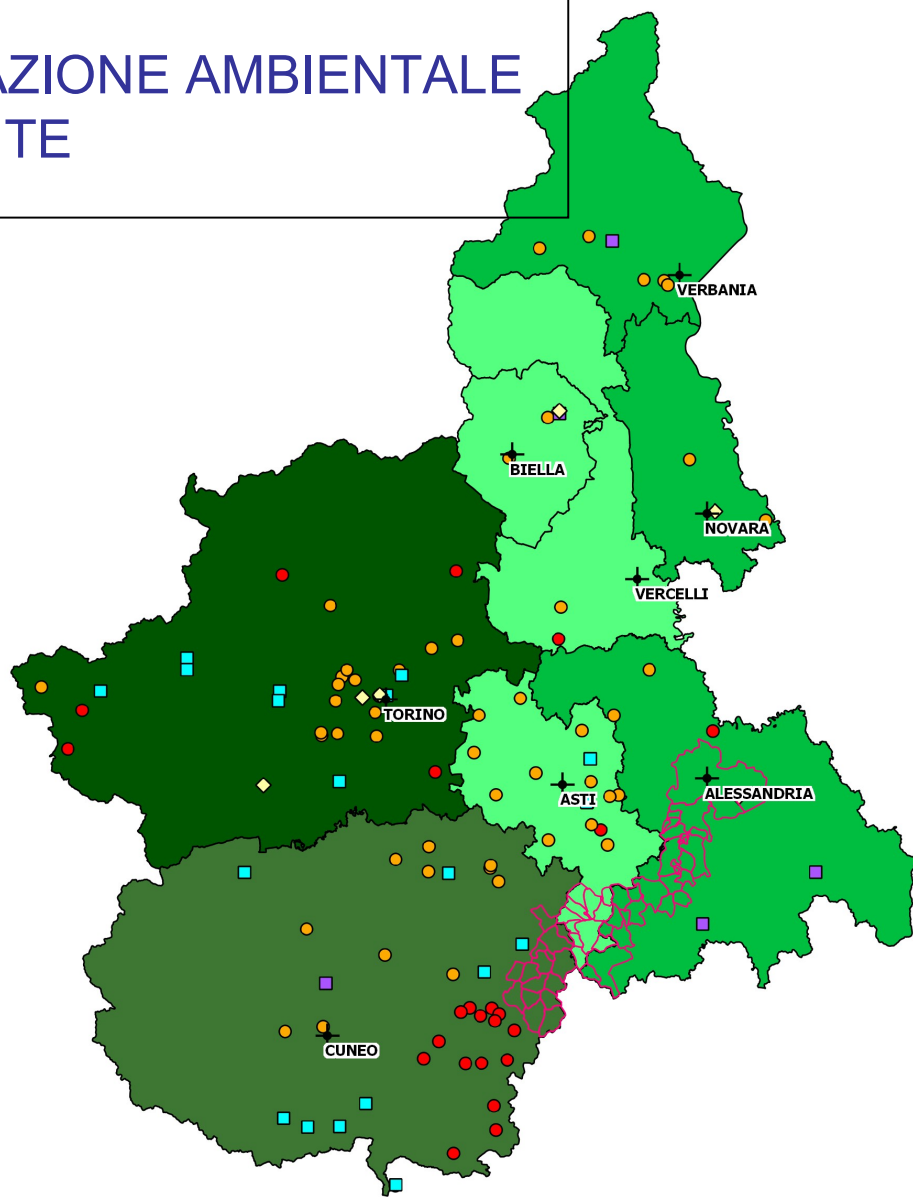 AZIONE AMBIENTALE
TE
VERBANIA
BIELLA
NOVARA
VERCELLI
TORINO
ASTI
ALESSANDRIA
CUNEO